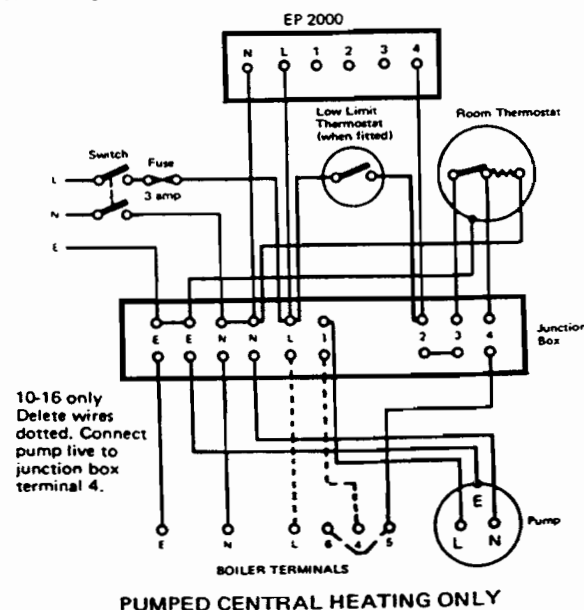 EP 2000
N L 1 2 3 4
Low Limit
Thermostat
(when fitted)
Room Thermostat
Switch
Fuse
L
3 amp
N
E
E E N N L 1 2 3 4
Junction
Box
10-16 only
Delete wires
dotted. Connect
pump live to
junction box
terminal 4.
E
L N
Pump
E N L 6 4 5
BOILER TERMINALS
PUMPED CENTRAL HEATING ONLY